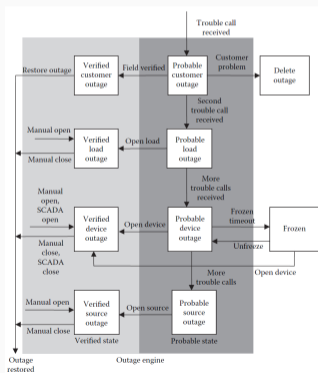 Trouble call
received
Restore outage
Verified
customer
outage
Field verified
Probable
customer
outage
Customer
problem
Delete
outage
Second
trouble call
received
Manual open
Manual close
Verified
load
outage
Open load
Probable
load
outage
More
trouble calls
received
Manual
open,
SCADA
open
Manual
close,
SCADA
close
Verified
device
outage
Open device
Probable
device
outage
Frozen
timeout
Unfreeze
Frozen
Open device
More
trouble calls
Manual open
Manual close
Verified
source
outage
Open source
Probable
source
outage
Verified state
Probable state
Outage
restored
Outage engine